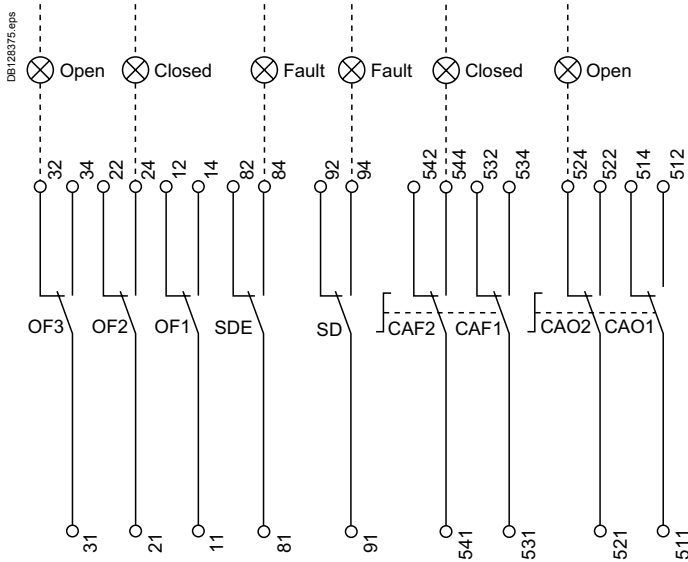 DB128375.eps
Open Closed Fault Fault Closed Open
32 34 22 24 12 14 82 84 92 94 542 544 532 534 524 522 514 512
OF3 OF2 OF1 SDE SD CAF2 CAF1 CAO2 CAO1
31 21 11 81 91 541 531 521 511